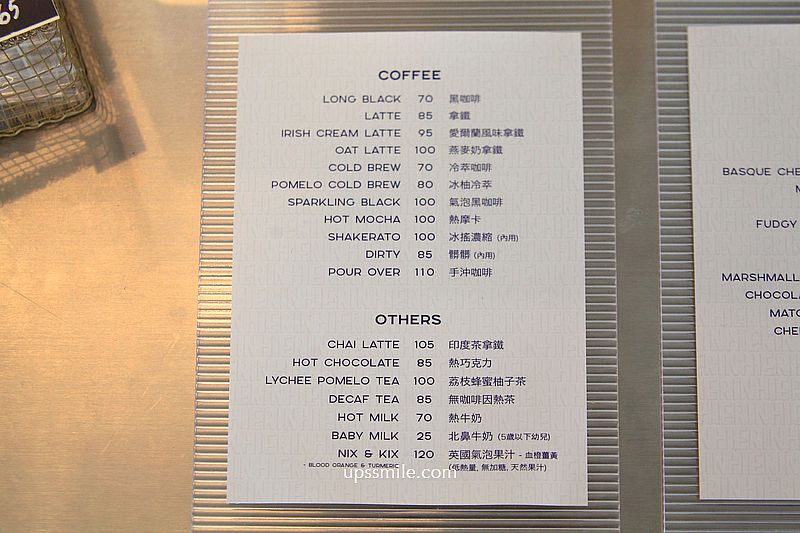 65
COFFEE
LONG BLACK 70 黑咖啡
LATTE 85 拿鐵
IRISH CREAM LATTE 95 愛爾蘭風味拿鐵
OAT LATTE 100 燕麥奶拿鐵
COLD BREW 70 冷萃咖啡
POMELO COLD BREW 80 冰柚冷萃
SPARKLING BLACK 100 氣泡黑咖啡
HOT MOCHA 100 熱摩卡
SHAKERATO 100 冰搖濃縮 (內用)
DIRTY 85 髒髒 (內用)
POUR OVER 110 手沖咖啡
OTHERS
CHAI LATTE 105 印度茶拿鐵
HOT CHOCOLATE 85 熱巧克力
LYCHEE POMELO TEA 100 荔枝蜂蜜柚子茶
DECAF TEA 85 無咖啡因熱茶
HOT MILK 70 熱牛奶
BABY MILK 25 北鼻牛奶 (5歲以下幼兒)
NIX & KIX 120 英國氣泡果汁 - 血橙薑黃
- BLOOD ORANGE & TURMERIC (低熱量, 無加糖, 天然果汁)
upssmile.com
BASQUE CHE
M
FUDGY
MARSHMALL
CHOCOLA
MATC
CHE